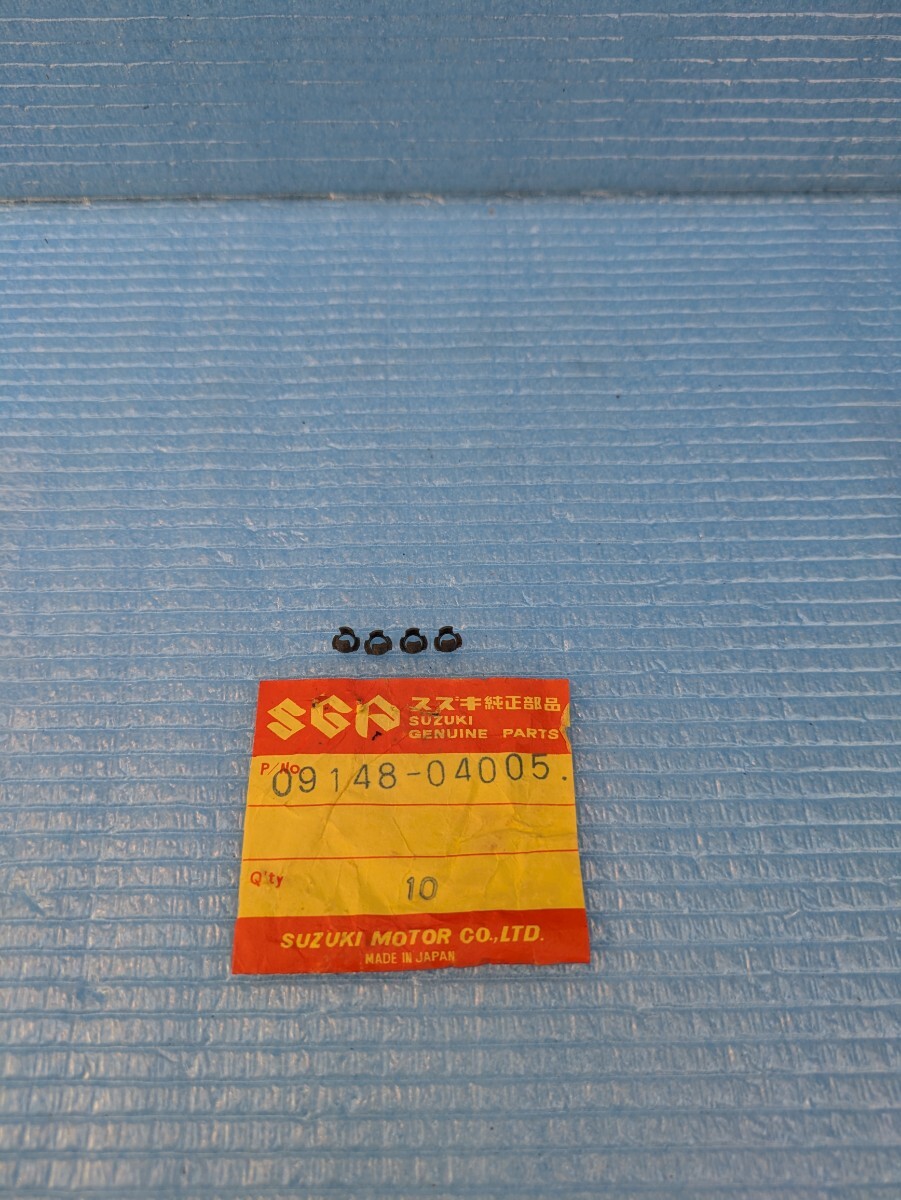 SGP スズキ純正部品
SUZUKI
GENUINE PARTS
P/No 09148-04005.
Q'ty 10
SUZUKI MOTOR CO.,LTD.
MADE IN JAPAN